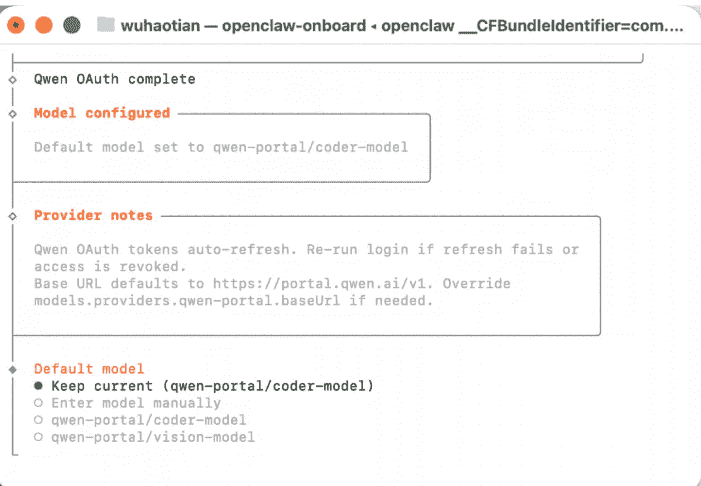 wuhaotian — openclaw-onboard ◂ openclaw __CFBundleIdentifier=com....
Qwen OAuth complete
Model configured
Default model set to qwen-portal/coder-model
Provider notes
Qwen OAuth tokens auto-refresh. Re-run login if refresh fails or
access is revoked.
Base URL defaults to https://portal.qwen.ai/v1. Override
models.providers.qwen-portal.baseUrl if needed.
Default model
● Keep current (qwen-portal/coder-model)
○ Enter model manually
○ qwen-portal/coder-model
○ qwen-portal/vision-model